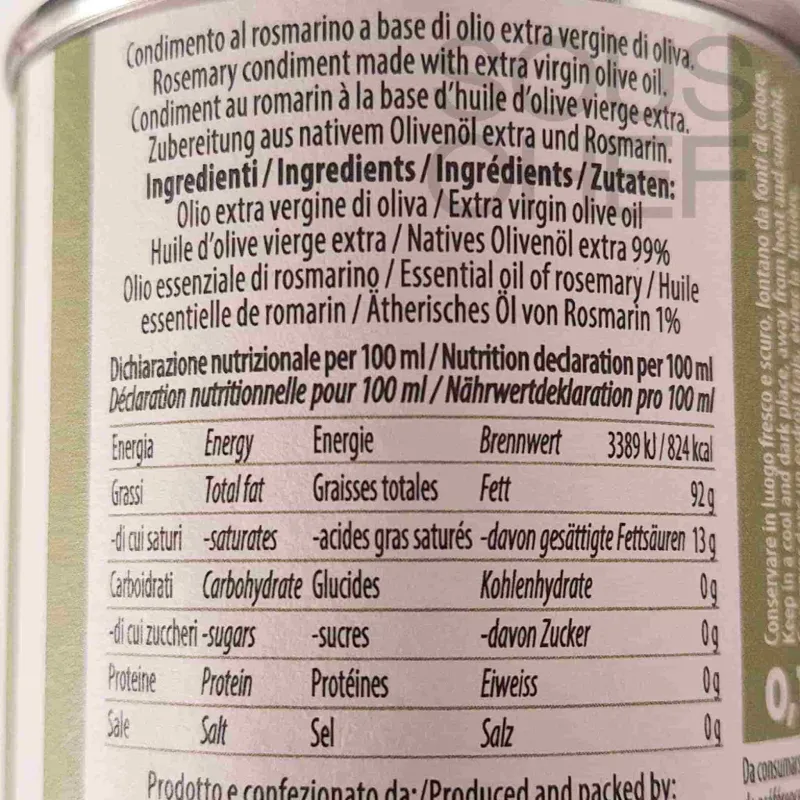 Condimento al rosmarino a base di olio extra vergine di oliva.
Rosemary condiment made with extra virgin olive oil.
Condiment au romarin à la base d'huile d'olive vierge extra.
Zubereitung aus nativem Olivenöl extra und Rosmarin.
Ingredienti / Ingredients / Ingrédients / Zutaten:
Olio extra vergine di oliva / Extra virgin olive oil
Huile d'olive vierge extra / Natives Olivenöl extra 99%
Olio essenziale di rosmarino / Essential oil of rosemary / Huile
essentielle de romarin / Ätherisches Öl von Rosmarin 1%
Dichiarazione nutrizionale per 100 ml / Nutrition declaration per 100 ml
Déclaration nutritionnelle pour 100 ml / Nährwertdeklaration pro 100 ml
Energia Energy Energie Brennwert 3389 kJ / 824 kcal
Grassi Total fat Graisses totales Fett 92 g
-di cui saturi -saturates -acides gras saturés -davon gesättigte Fettsäuren 13 g
Carboidrati Carbohydrate Glucides Kohlenhydrate 0 g
-di cui zuccheri -sugars -sucres -davon Zucker 0 g
Proteine Protein Protéines Eiweiss 0 g
Sale Salt Sel Salz 0 g
Prodotto e confezionato da: / Produced and packed by:
Conservare in luogo fresco e scuro, lontano da fonti di calore.
Keep in a cool and dark place, away from heat and sunlight.
0,
Da consumar